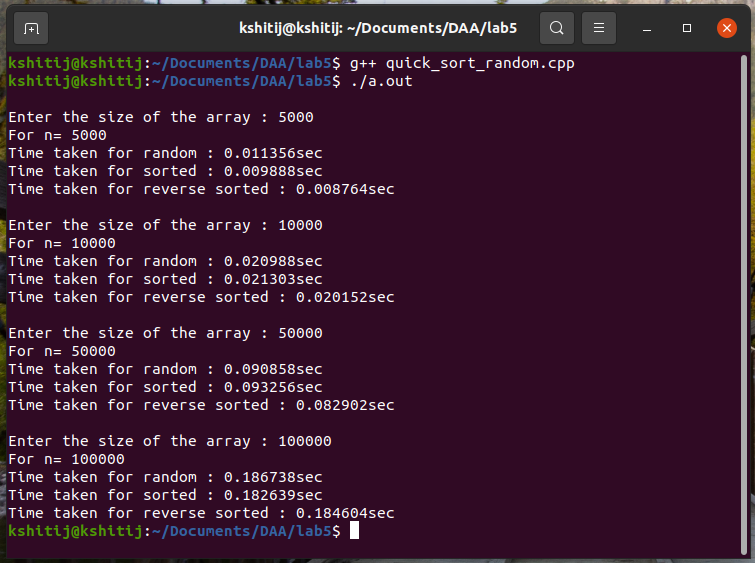 kshitij@kshitij: ~/Documents/DAA/lab5
kshitij@kshitij:~/Documents/DAA/lab5$ g++ quick_sort_random.cpp
kshitij@kshitij:~/Documents/DAA/lab5$ ./a.out
Enter the size of the array : 5000
For n= 5000
Time taken for random : 0.011356sec
Time taken for sorted : 0.009888sec
Time taken for reverse sorted : 0.008764sec
Enter the size of the array : 10000
For n= 10000
Time taken for random : 0.020988sec
Time taken for sorted : 0.021303sec
Time taken for reverse sorted : 0.020152sec
Enter the size of the array : 50000
For n= 50000
Time taken for random : 0.090858sec
Time taken for sorted : 0.093256sec
Time taken for reverse sorted : 0.082902sec
Enter the size of the array : 100000
For n= 100000
Time taken for random : 0.186738sec
Time taken for sorted : 0.182639sec
Time taken for reverse sorted : 0.184604sec
kshitij@kshitij:~/Documents/DAA/lab5$